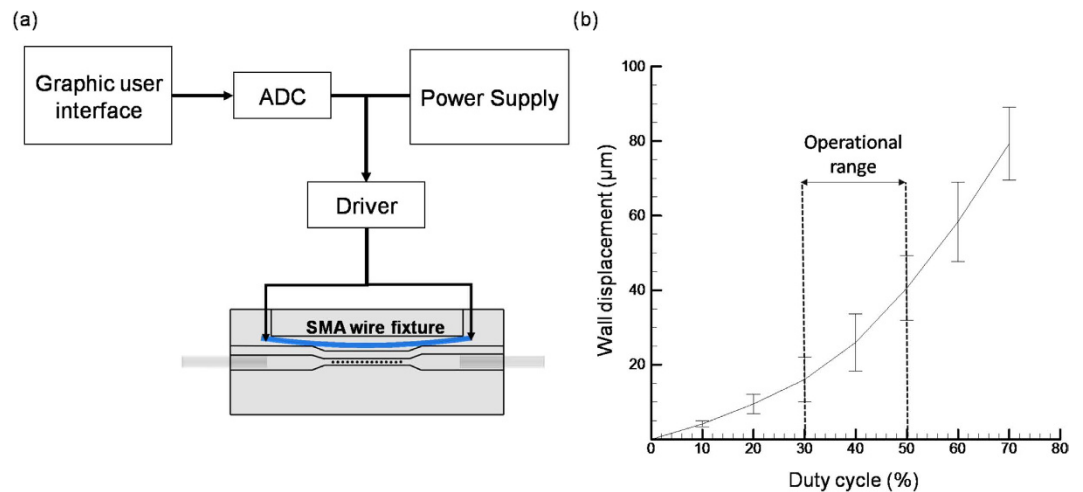 (a)
Graphic user
interface
ADC
Power Supply
Driver
SMA wire fixture
(b)
Wall displacement (μm)
100
80
60
40
20
Operational
range
0 10 20 30 40 50 60 70 80
Duty cycle (%)